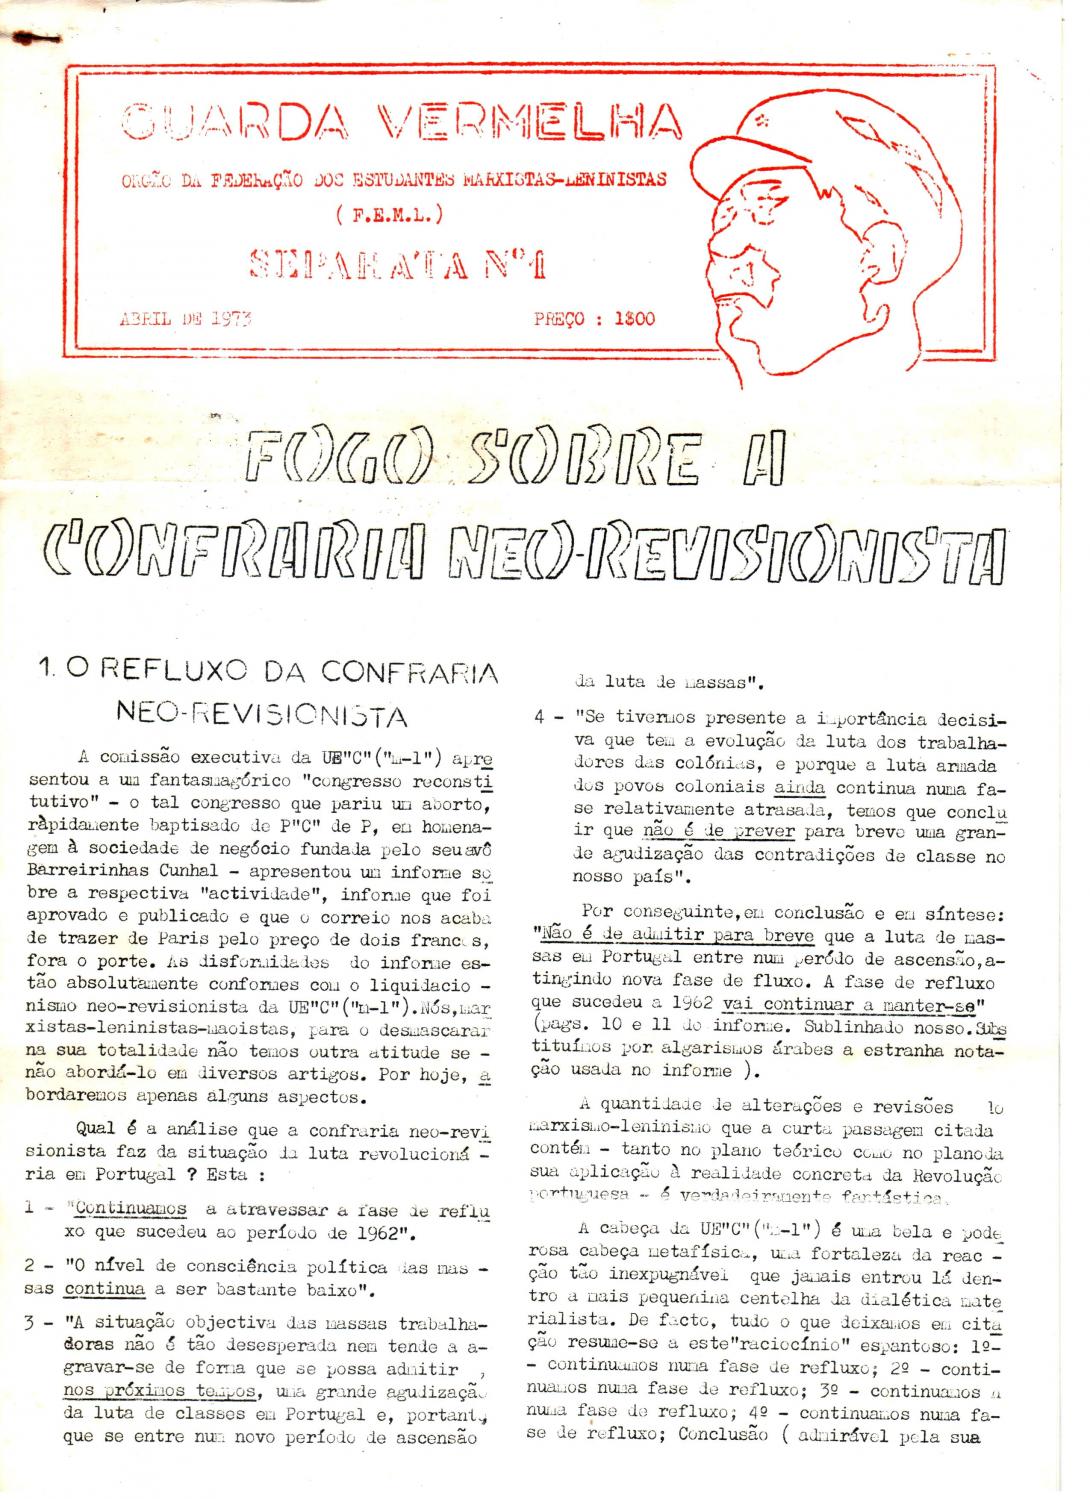 GUARDA VERMELHA
ORGÃO DA FEDERAÇÃO DOS ESTUDANTES MARXISTAS-LENINISTAS
( F.E.M.L.)
SEPARATA Nº1
ABRIL DE 1973
PREÇO : 1$00
FOGO SOBRE A
CONFRARIA NEO-REVISIONISTA
1. O REFLUXO DA CONFRARIA
NEO-REVISIONISTA
A comissão executiva da UE"C"("m-l") apre
sentou a um fantasmagórico "congresso reconsti
tutivo" - o tal congresso que pariu um aborto,
ràpidamente baptisado de P"C" de P, em homena-
gem à sociedade de negócio fundada pelo seu avô
Barreirinhas Cunhal - apresentou um informe so
bre a respectiva "actividade", informe que foi
aprovado e publicado e que o correio nos acaba
de trazer de Paris pelo preço de dois francos,
fora o porte. As disformidades do informe es-
tão absolutamente conformes com o liquidacio -
nismo neo-revisionista da UE"C"("m-l").Nós,mar
xistas-leninistas-maoistas, para o desmascarar
na sua totalidade não temos outra atitude se -
não abordá-lo em diversos artigos. Por hoje, a
bordaremos apenas alguns aspectos.
Qual é a análise que a confraria neo-revi
sionista faz da situação da luta revolucioná -
ria em Portugal ? Esta :
1 - "Continuamos a atravessar a fase de reflu
xo que sucedeu ao período de 1962".
2 - "O nível de consciência política das mas -
sas continua a ser bastante baixo".
3 - "A situação objectiva das massas trabalha-
doras não é tão desesperada nem tende a a-
gravar-se de forma que se possa admitir ,
nos próximos tempos, uma grande agudização
da luta de classes em Portugal e, portant,
que se entre num novo período de ascensão
da luta de massas".
4 - "Se tivermos presente a importância decisi-
va que tem a evolução da luta dos trabalha-
dores das colónias, e porque a luta armada
dos povos coloniais ainda continua numa fa-
se relativamente atrasada, temos que conclu
ir que não é de prever para breve uma gran-
de agudização das contradições de classe no
nosso país".
Por conseguinte,em conclusão e em síntese:
"Não é de admitir para breve que a luta de mas-
sas em Portugal entre num perödo de ascensão,a-
tingindo nova fase de fluxo. A fase de refluxo
que sucedeu a 1962 vai continuar a manter-se"
(pags. 10 e 11 do informe. Sublinhado nosso.Subs
tituímos por algarismos árabes a estranha nota-
ção usada no informe ).
A quantidade de alterações e revisões do
marxismo-leninismo que a curta passagem citada
contém - tanto no plano teórico como no plano da
sua aplicação à realidade concreta da Revolução
portuguesa - é verdadeiramente fantástica.
A cabeça da UE"C"("m-l") é uma bela e pode
rosa cabeça metafísica, uma fortaleza da reac -
ção tão inexpugnável que jamais entrou lá den-
tro a mais pequenina centelha da dialética mate
rialista. De facto, tudo o que deixamos em cita
ção resume-se a este"raciocínio" espantoso: 1º-
- continuamos numa fase de refluxo; 2º - conti-
nuamos numa fase de refluxo; 3º - continuamos n
numa fase de refluxo; 4º - continuamos numa fa-
se de refluxo; Conclusão ( admirável pela sua